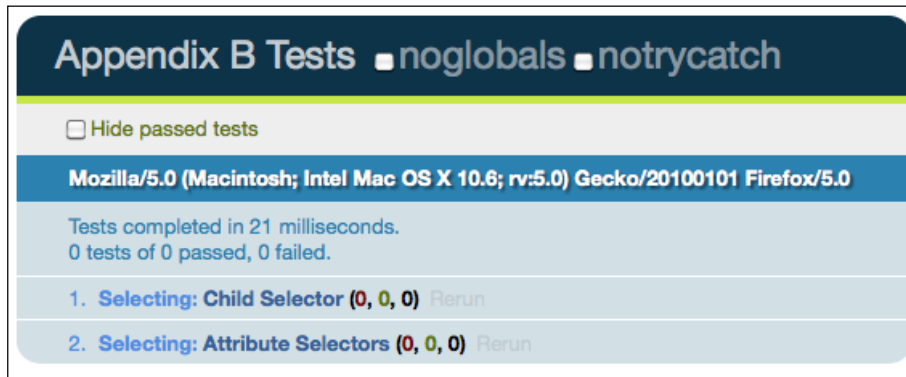 Appendix B Tests noglobals notrycatch
Hide passed tests
Mozilla/5.0 (Macintosh; Intel Mac OS X 10.6; rv:5.0) Gecko/20100101 Firefox/5.0
Tests completed in 21 milliseconds.
0 tests of 0 passed, 0 failed.
1. Selecting: Child Selector (0, 0, 0) Rerun
2. Selecting: Attribute Selectors (0, 0, 0) Rerun